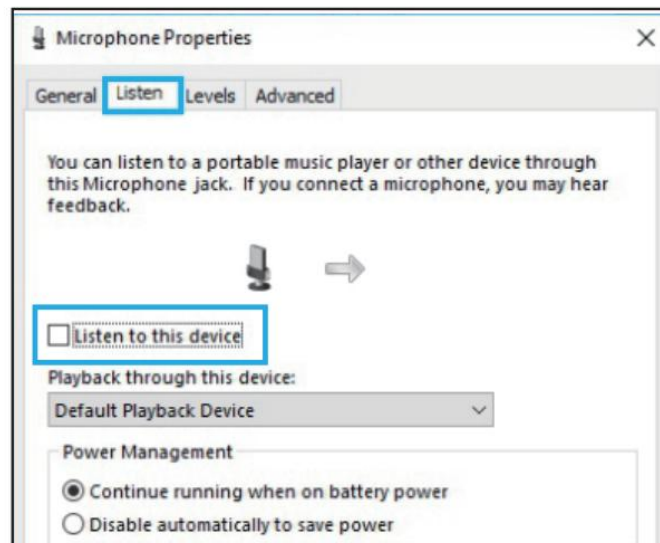 Microphone Properties
General Listen Levels Advanced
You can listen to a portable music player or other device through
this Microphone jack. If you connect a microphone, you may hear
feedback.
Listen to this device
Playback through this device:
Default Playback Device
Power Management
Continue running when on battery power
Disable automatically to save power